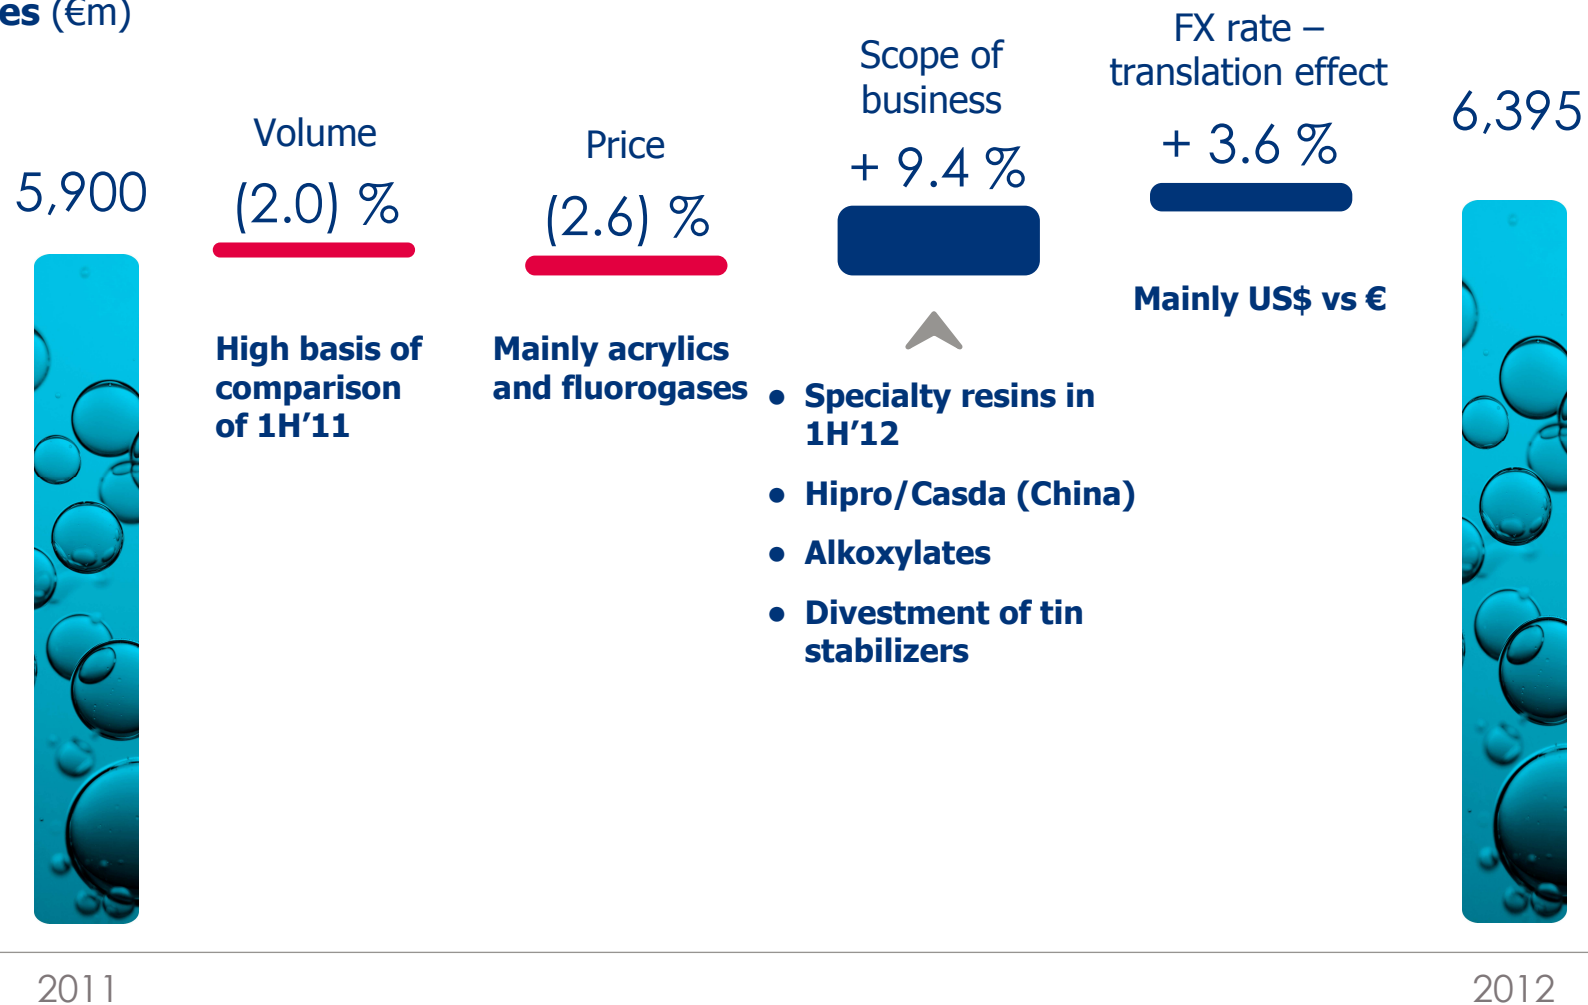 (€m)
5,900
Volume
(2.0) %
High basis of
comparison
of 1H’11
Price
(2.6) %
Mainly acrylics
and fluorogases
Scope of
business
+ 9.4 %
● Specialty resins in
1H’12
● Hipro/Casda (China)
● Alkoxylates
● Divestment of tin
stabilizers
FX rate –
translation effect
+ 3.6 %
Mainly US$ vs €
6,395
2011
2012